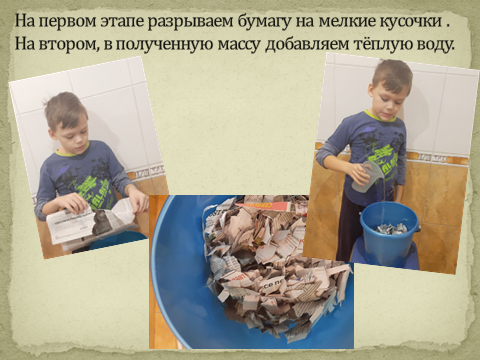 На первом этапе разрываем бумагу на мелкие кусочки .
На втором, в полученную массу добавляем тёплую воду.